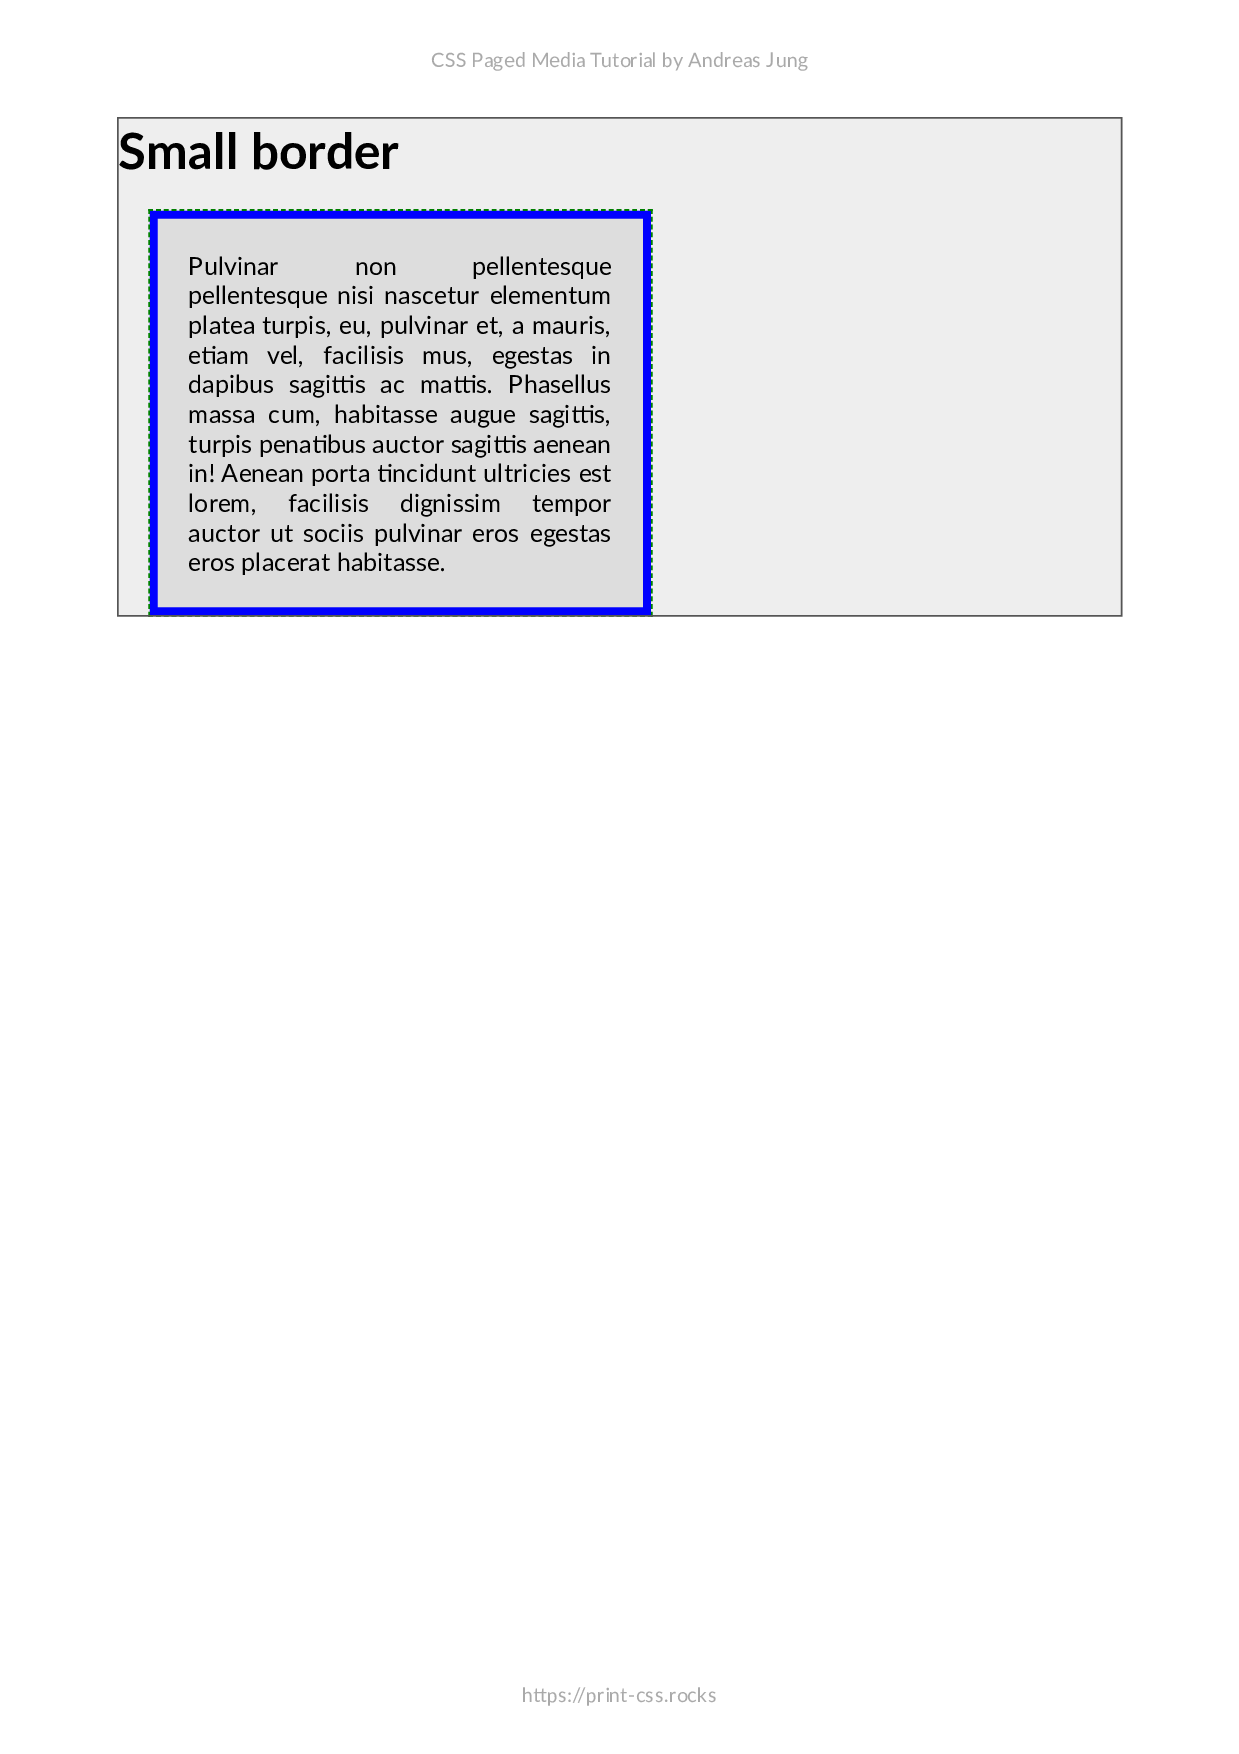 CSS Paged Media Tutorial by Andreas Jung
Small border
Pulvinar non pellentesque
pellentesque nisi nascetur elementum
platea turpis, eu, pulvinar et, a mauris,
etiam vel, facilisis mus, egestas in
dapibus sagittis ac mattis. Phasellus
massa cum, habitasse augue sagittis,
turpis penatibus auctor sagittis aenean
in! Aenean porta tincidunt ultricies est
lorem, facilisis dignissim tempor
auctor ut sociis pulvinar eros egestas
eros placerat habitasse.
https://print-css.rocks